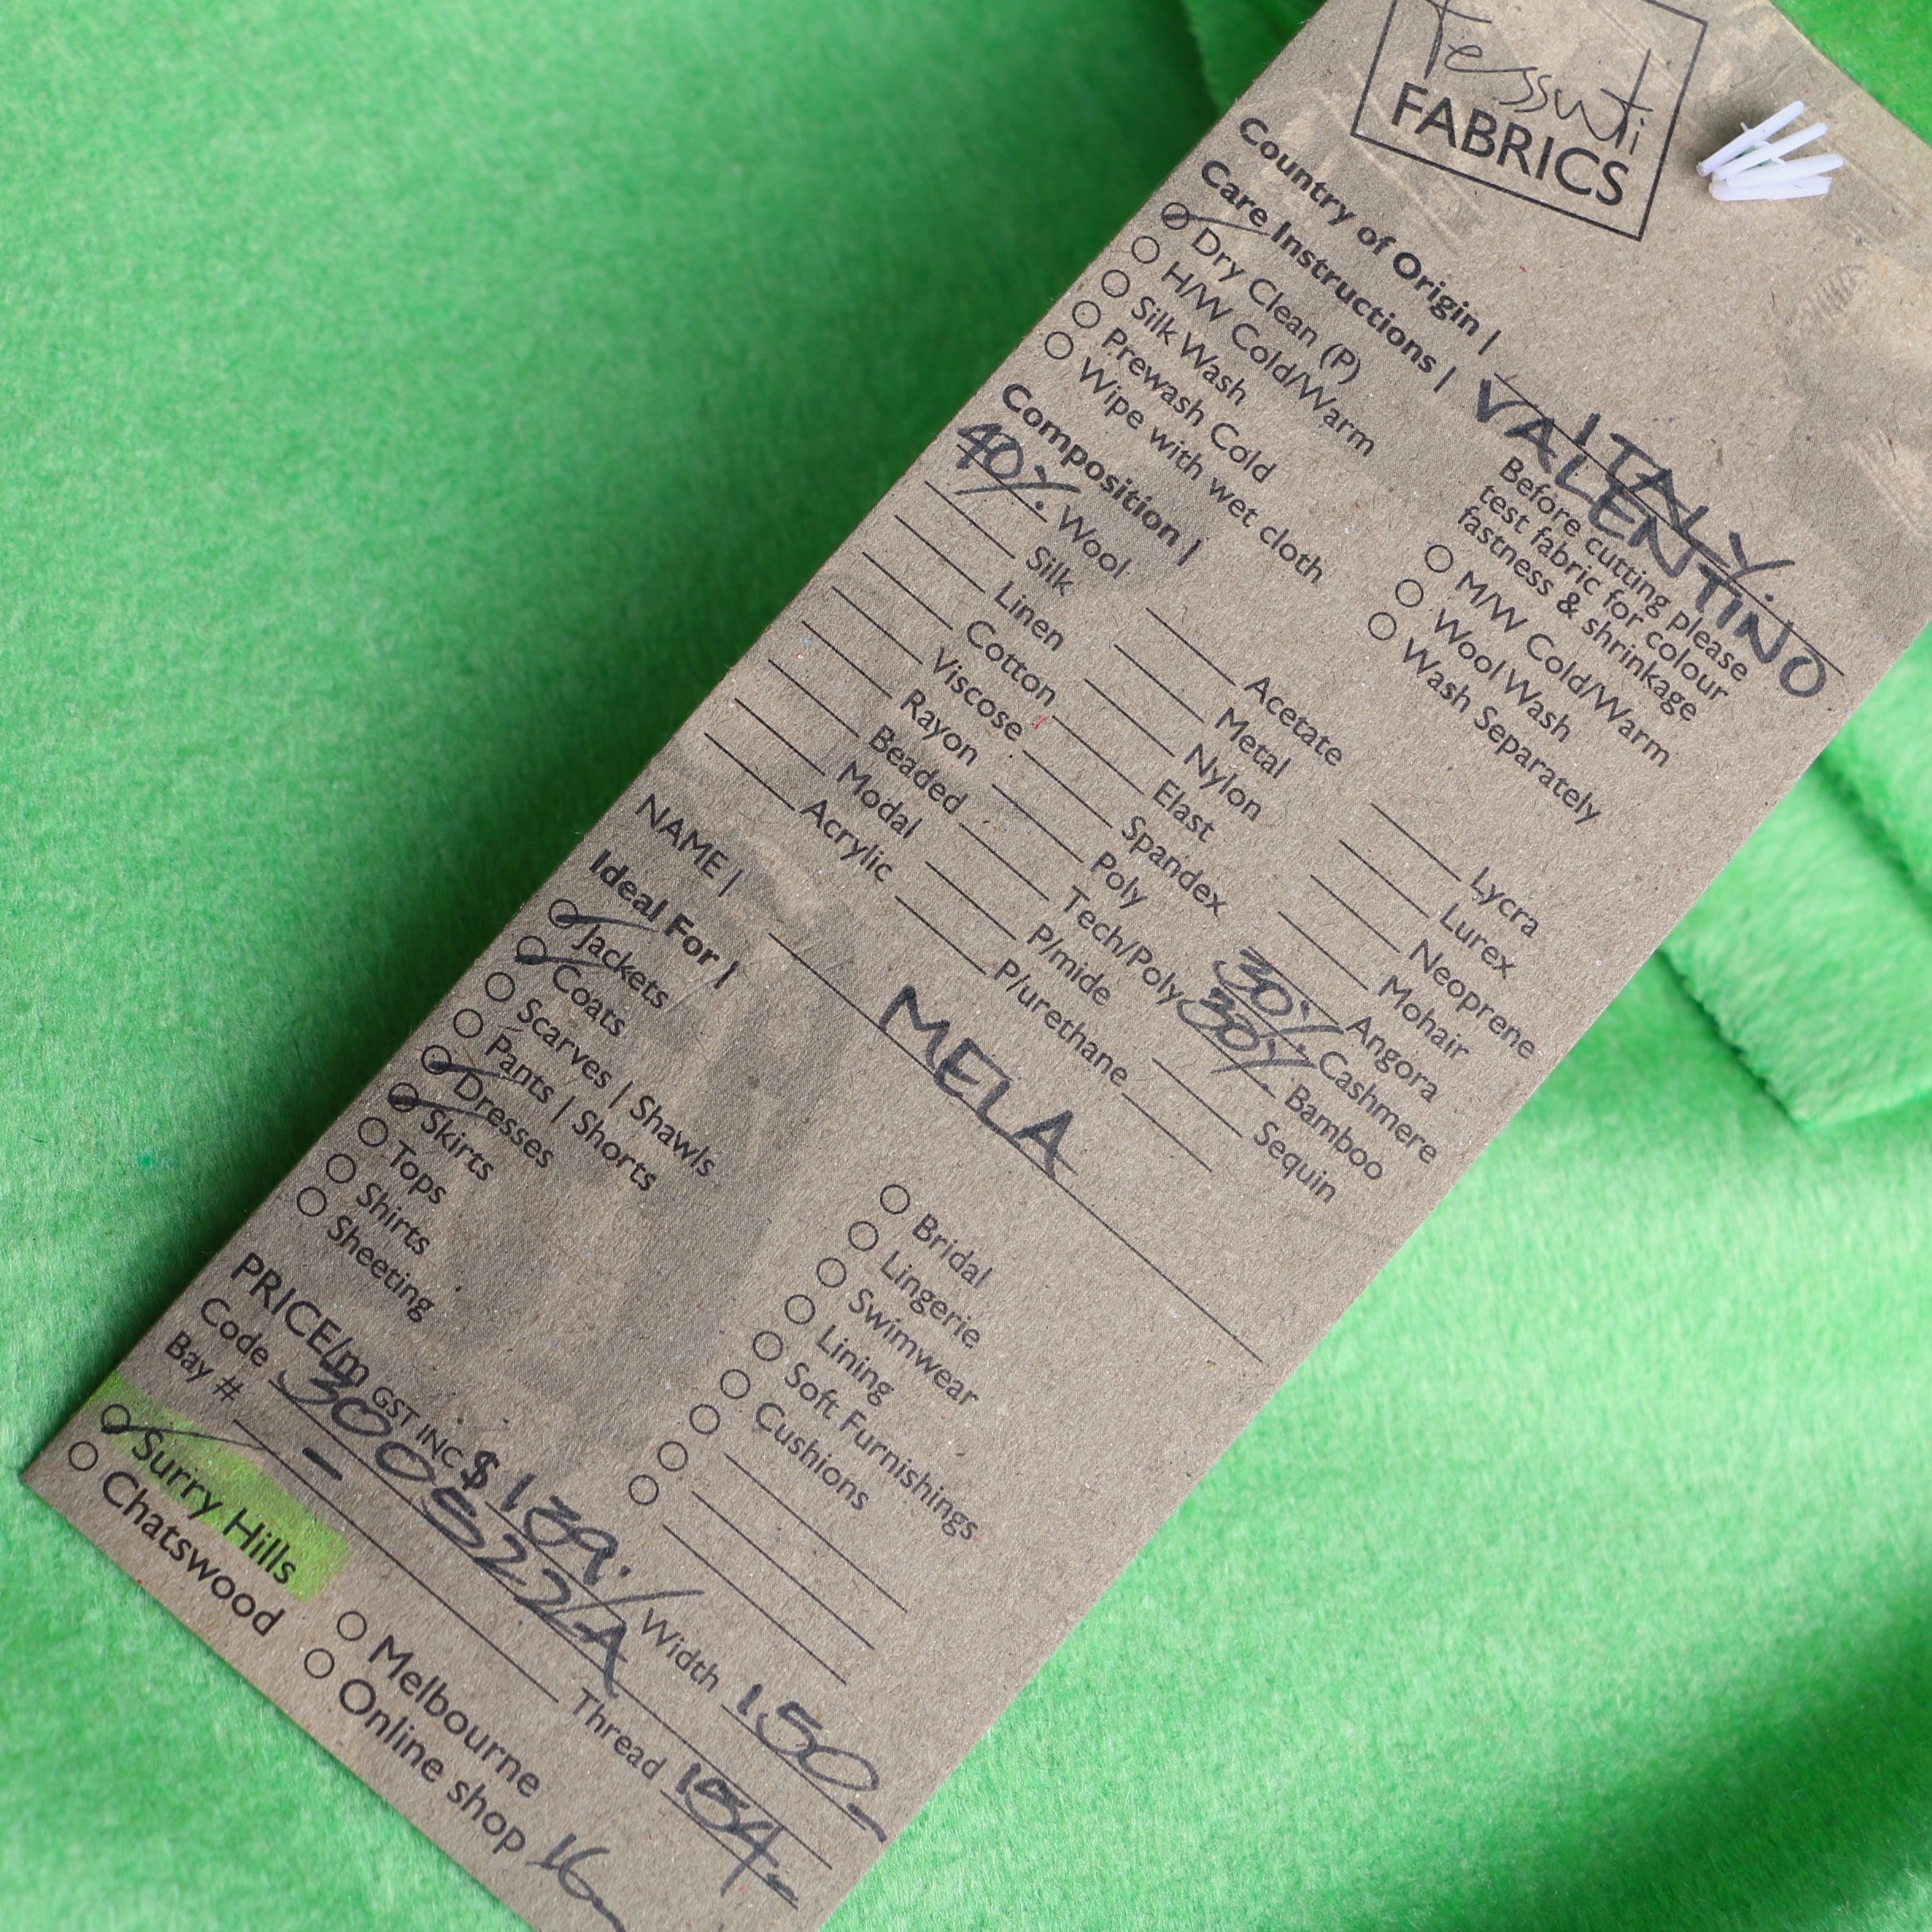 Tessuti
FABRICS
Country of Origin | ITALY.
Care Instructions | VALENTINO
Dry Clean (P)
H/W Cold/Warm
Silk Wash
Prewash Cold
Wipe with wet cloth
Before cutting please
test fabric for colour
fastness & shrinkage
M/W Cold/Warm
Wool Wash
Wash Separately
Composition |
40% Wool
Silk
Linen
Cotton
Viscose
Rayon
Beaded
Modal
Acrylic
Acetate
Metal
Nylon
Elast
Spandex
Poly
Tech/Poly
P/mide
P/urethane
Lycra
Lurex
Neoprene
Mohair
30% Angora
30% Cashmere
Bamboo
Sequin
NAME | MELA
Ideal For |
Jackets
Coats
Scarves | Shawls
Pants | Shorts
Dresses
Skirts
Tops
Shirts
Sheeting
Bridal
Lingerie
Swimwear
Lining
Soft Furnishings
Cushions
PRICE/m GST INC $ Width 150
Code
Bay # - Thread
Surry Hills
Chatswood
Melbourne
Online shop 16